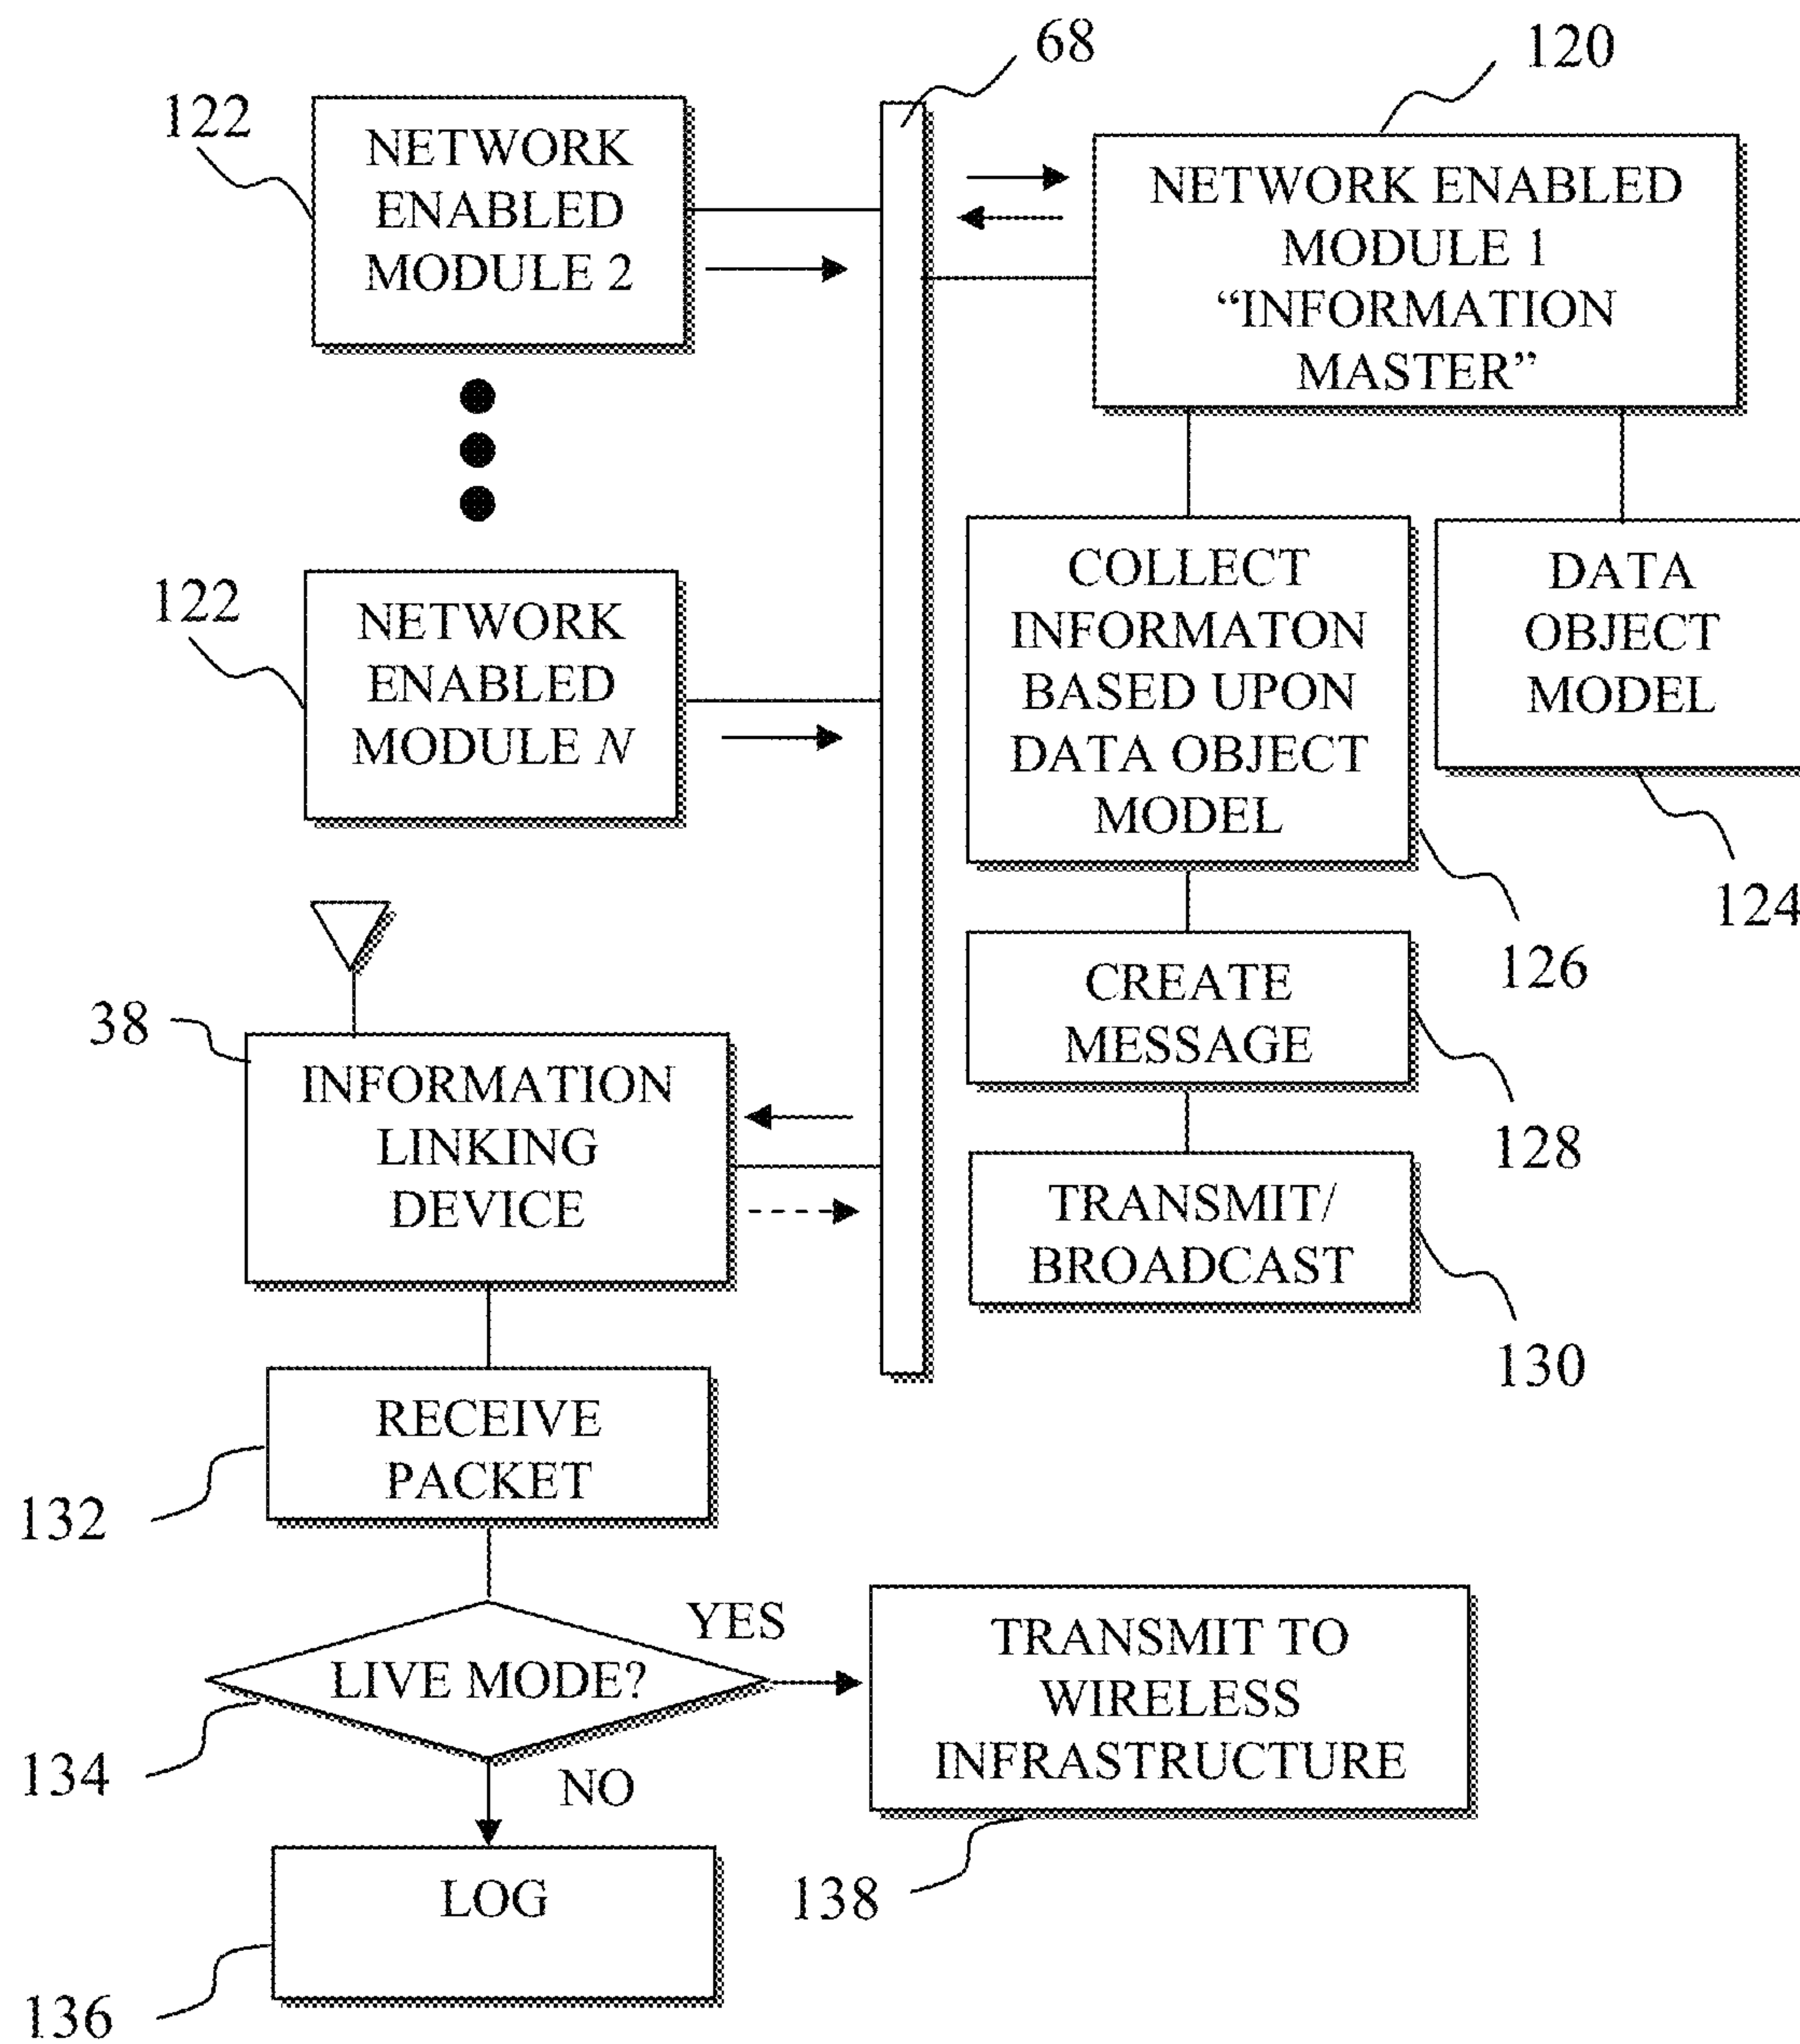 68
120
122
NETWORK
ENABLED
MODULE 2
NETWORK ENABLED
MODULE 1
“INFORMATION
MASTER”
122
NETWORK
ENABLED
MODULE N
COLLECT
INFORMATON
BASED UPON
DATA OBJECT
MODEL
DATA
OBJECT
MODEL
124
126
38
INFORMATION
LINKING
DEVICE
CREATE
MESSAGE
128
TRANSMIT/
BROADCAST
130
RECEIVE
PACKET
132
LIVE MODE?
YES
134
NO
TRANSMIT TO
WIRELESS
INFRASTRUCTURE
138
LOG
136